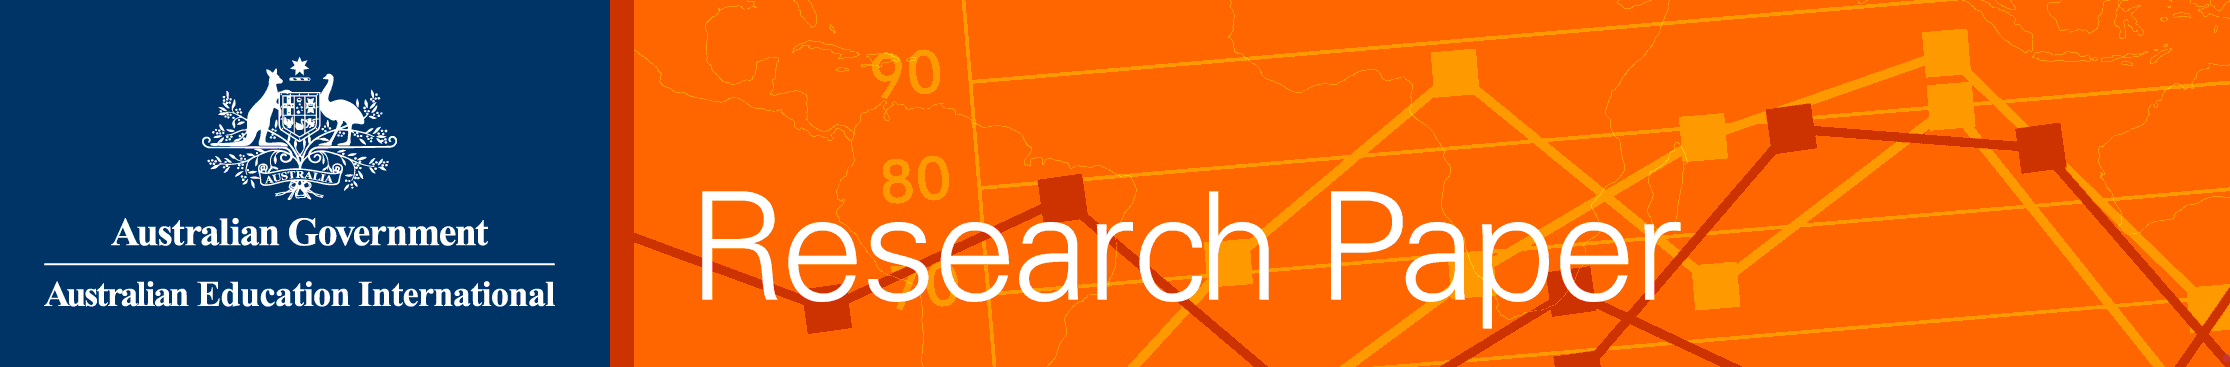 AUSTRALIA
Australian Government
Australian Education International
90
80
70
Research Paper